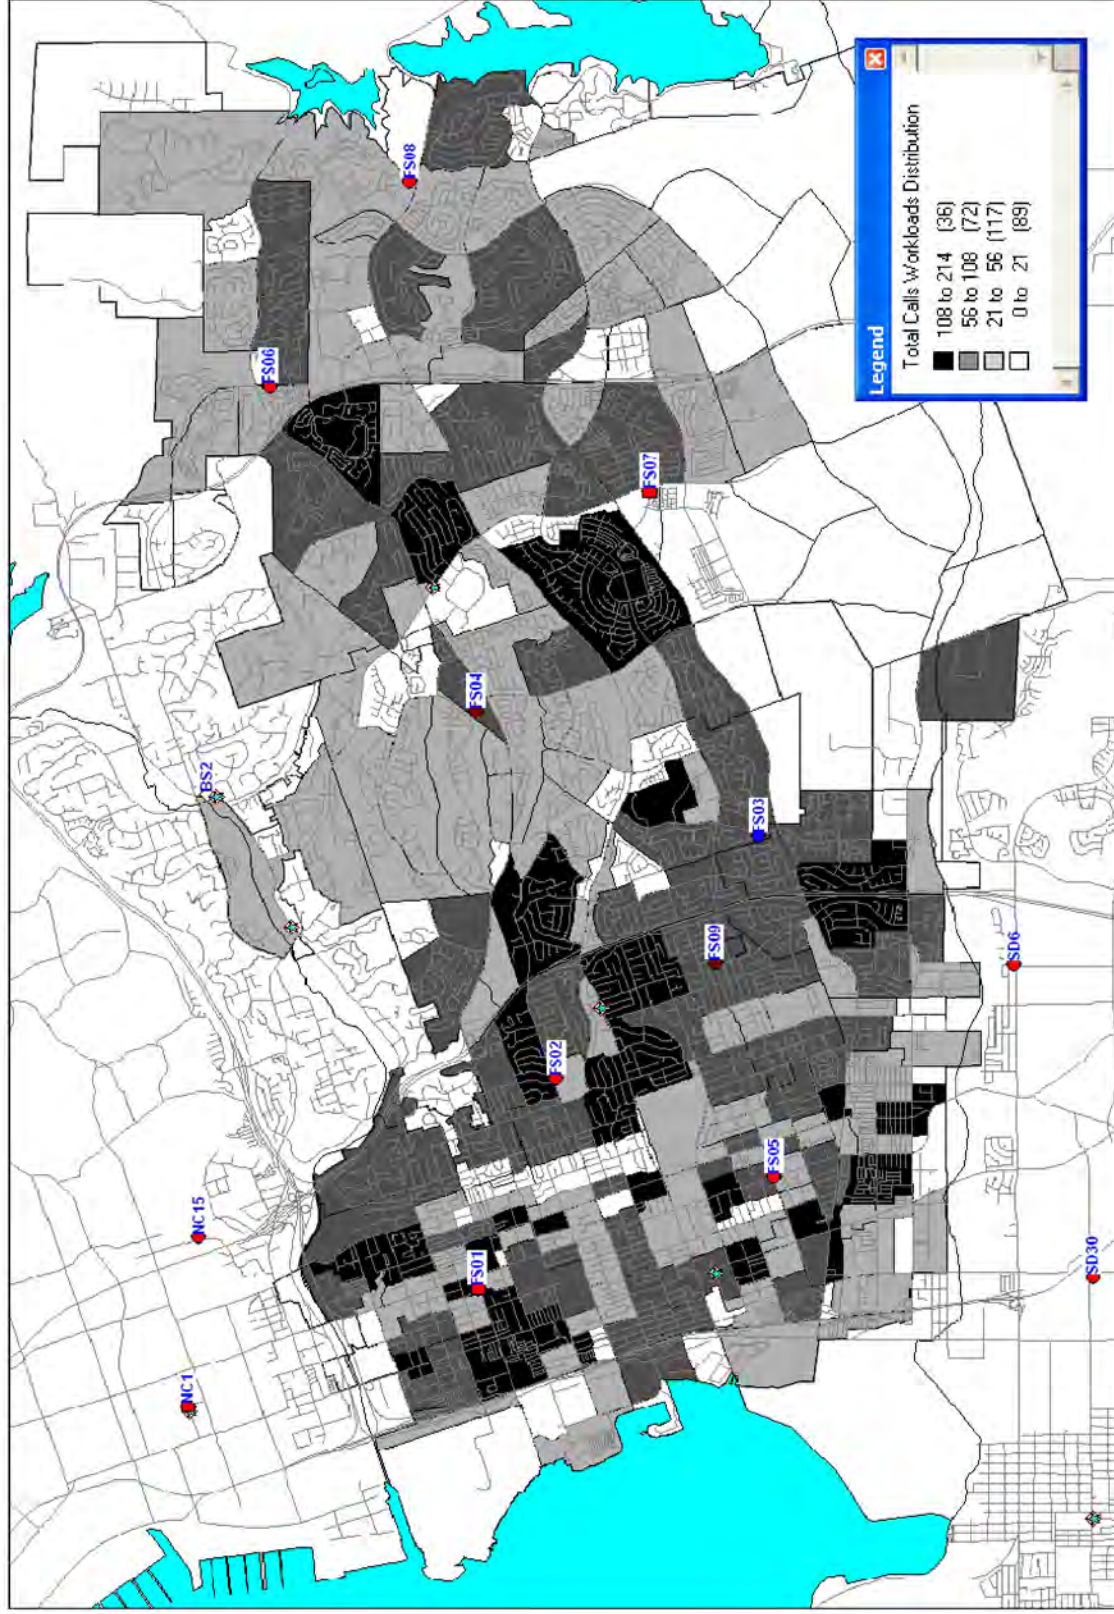 Legend
Total Calls Workloads Distribution
108 to 214 (36)
56 to 108 (72)
21 to 56 (117)
0 to 21 (89)
NC1
NC15
BS2
FS06
FS08
FS01
FS02
FS04
FS07
FS05
FS09
FS03
SD30
SD6